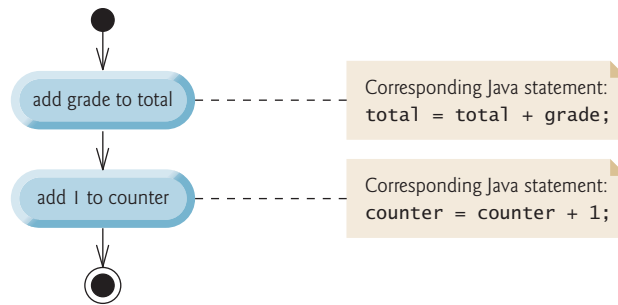 add grade to total
Corresponding Java statement:
total = total + grade;
add 1 to counter
Corresponding Java statement:
counter = counter + 1;